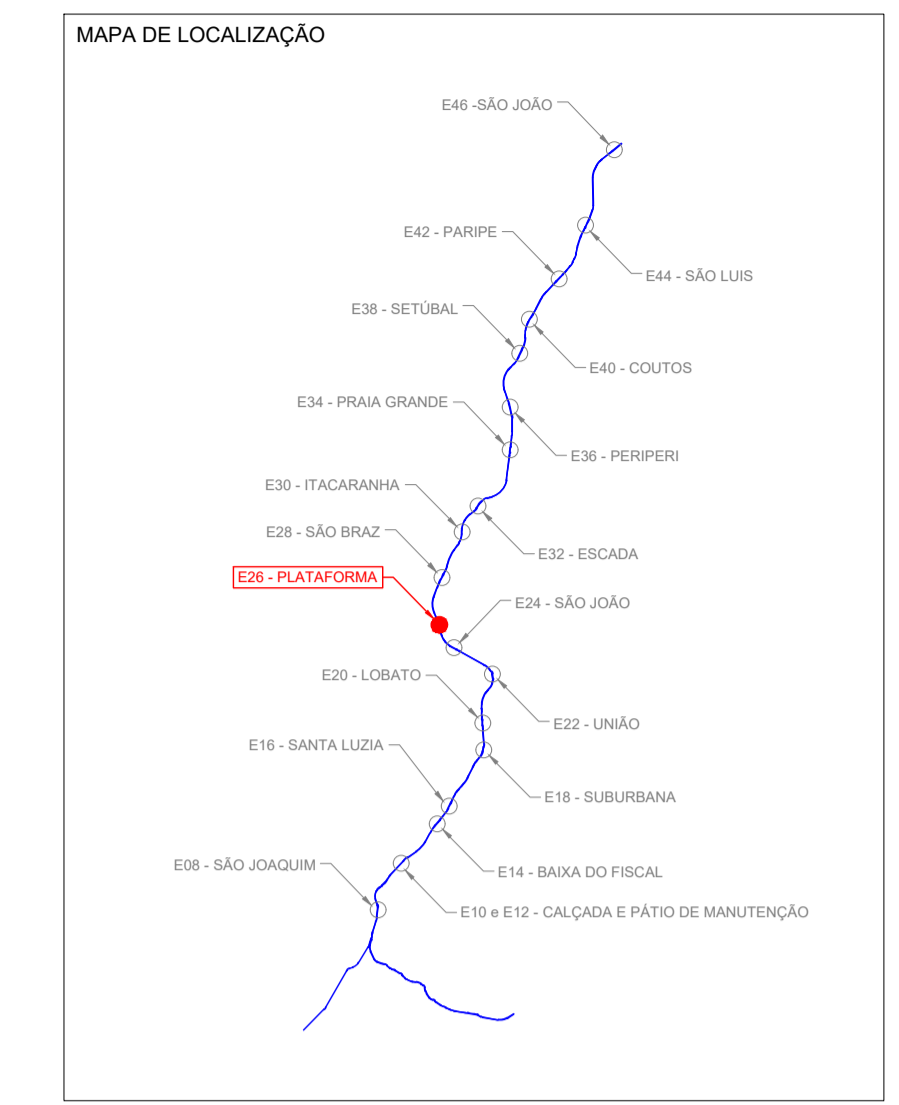 MAPA DE LOCALIZAÇÃO
E46 -SÃO JOÃO
E42 - PARIPE
E44 - SÃO LUIS
E38 - SETÚBAL
E40 - COUTOS
E34 - PRAIA GRANDE
E36 - PERIPERI
E30 - ITACARANHA
E28 - SÃO BRAZ
E32 - ESCADA
E26 - PLATAFORMA
E24 - SÃO JOÃO
E20 - LOBATO
E22 - UNIÃO
E16 - SANTA LUZIA
E18 - SUBURBANA
E08 - SÃO JOAQUIM
E14 - BAIXA DO FISCAL
E10 e E12 - CALÇADA E PÁTIO DE MANUTENÇÃO